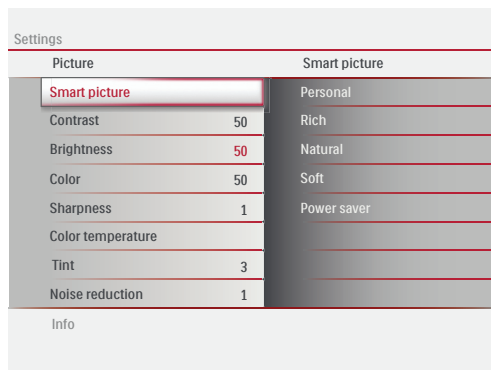 Settings
Picture Smart picture
Smart picture Personal
Contrast 50 Rich
Brightness 50 Natural
Color 50 Soft
Sharpness 1 Power saver
Color temperature
Tint 3
Noise reduction 1
Info